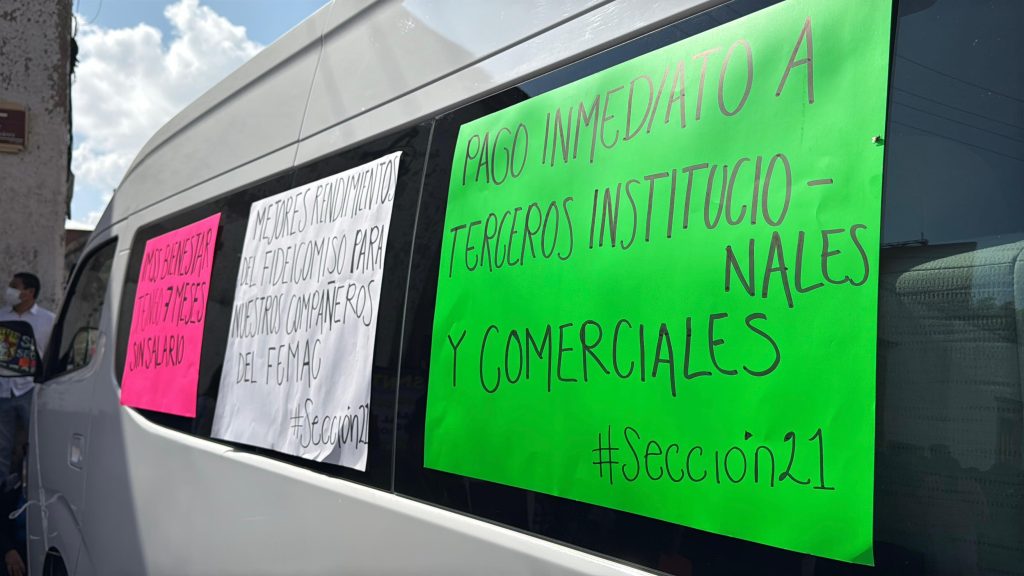 MÁS BIENESTAR
TENGO 7 MESES
SIN SALARIO
MEJORES RENDIMIENTOS
DEL FIDEICOMISO PARA
NUESTROS COMPAÑEROS
DEL FEMAC
#Sección21
PAGO INMEDIATO A
TERCEROS INSTITUCIO-
NALES
Y COMERCIALES
#Sección21